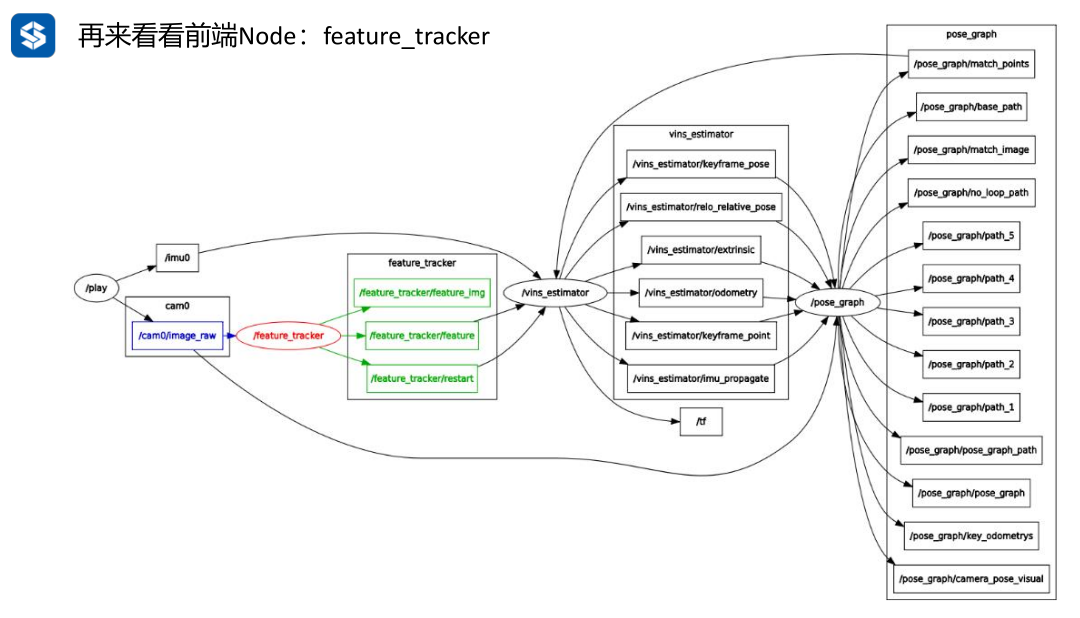 再来看看前端Node：feature_tracker
pose_graph
/pose_graph/match_points
/pose_graph/base_path
vins_estimator
/pose_graph/match_image
/vins_estimator/keyframe_pose
/pose_graph/no_loop_path
/vins_estimator/relo_relative_pose
/pose_graph/path_5
/imu0
/vins_estimator/extrinsic
feature_tracker
/pose_graph/path_4
/play
/feature_tracker/feature_img
/vins_estimator
/vins_estimator/odometry
/pose_graph
cam0
/pose_graph/path_3
/cam0/image_raw
/feature_tracker
/feature_tracker/feature
/vins_estimator/keyframe_point
/pose_graph/path_2
/feature_tracker/restart
/vins_estimator/imu_propagate
/pose_graph/path_1
/tf
/pose_graph/pose_graph_path
/pose_graph/pose_graph
/pose_graph/key_odometrys
/pose_graph/camera_pose_visual